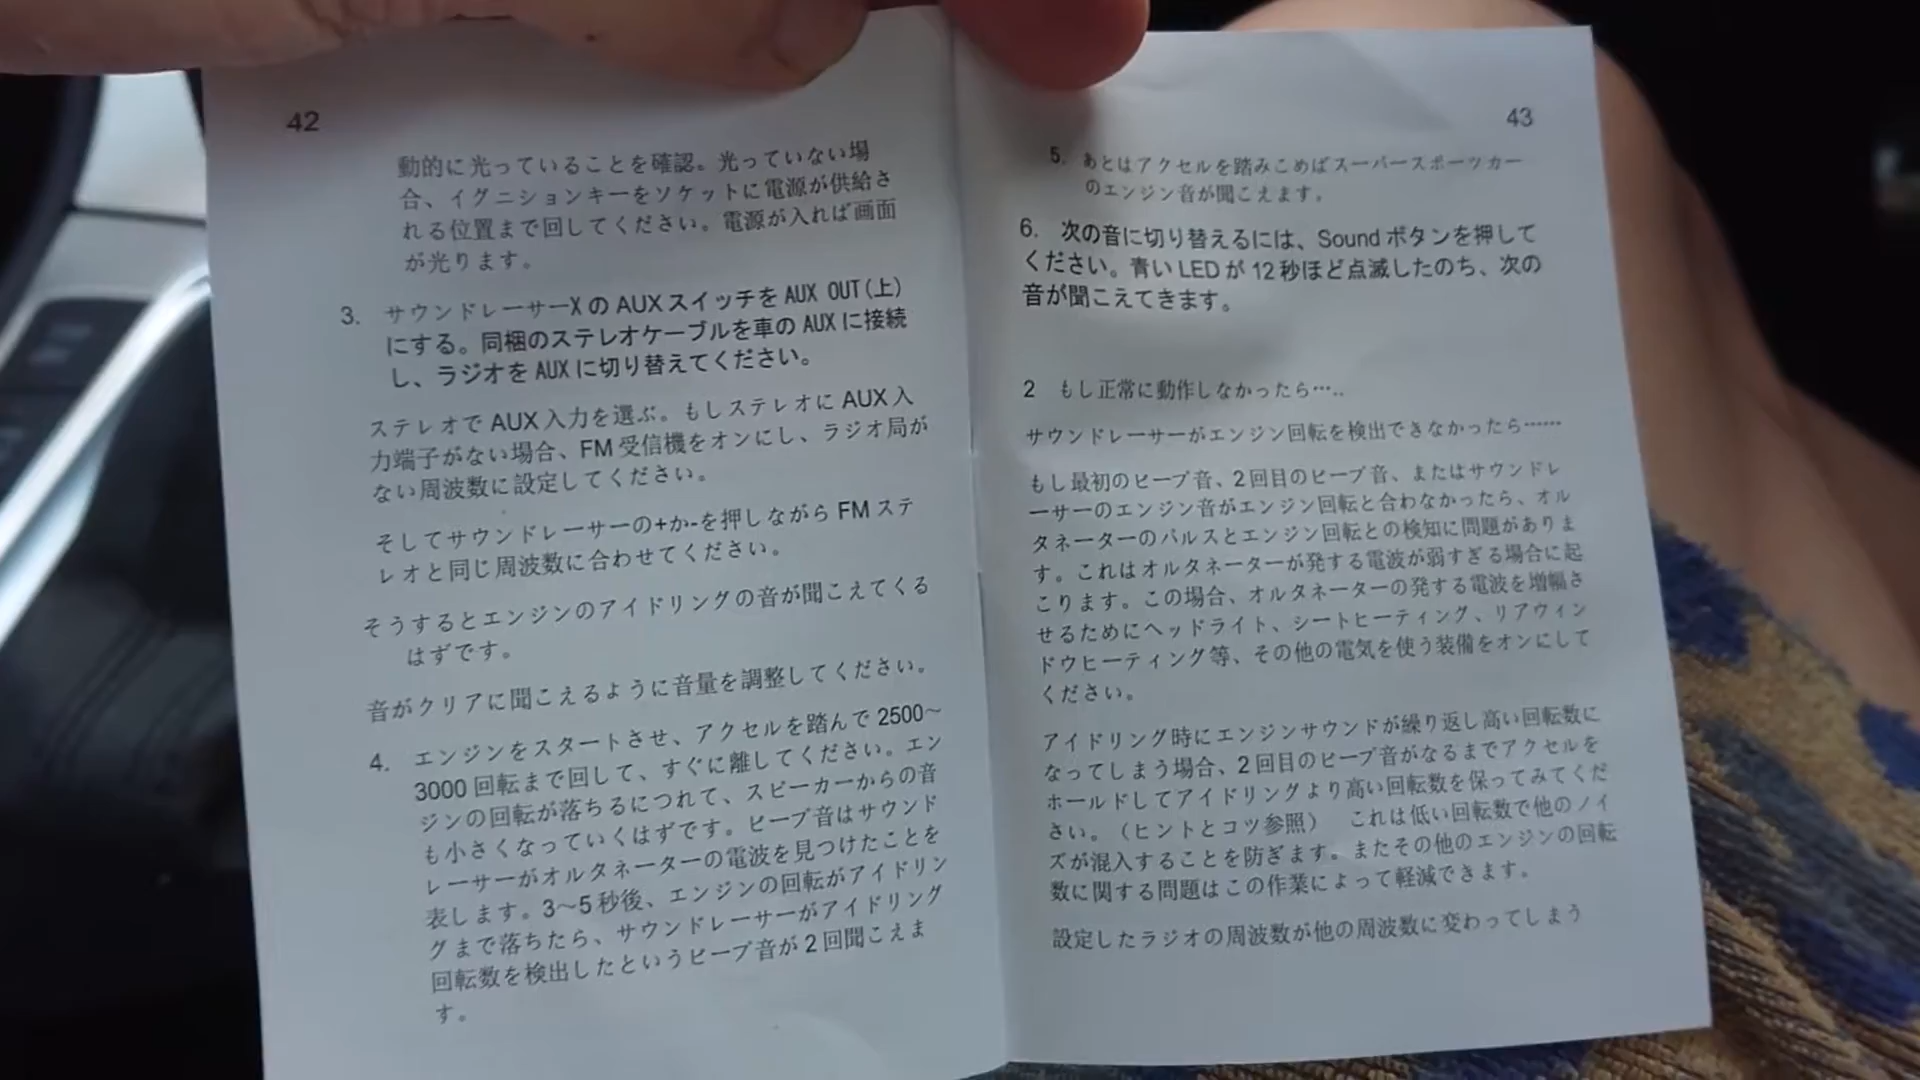 42
動的に光っていることを確認。光っていない場
合、イグニションキーをソケットに電源が供給さ
れる位置まで回してください。電源が入れば画面
が光ります。
3. サウンドレーサーXの AUX スイッチを AUX OUT(上)
にする。同梱のステレオケーブルを車の AUX に接続
し、ラジオを AUX に切り替えてください。
ステレオで AUX 入力を選ぶ。もしステレオに AUX 入
力端子がない場合、FM 受信機をオンにし、ラジオ局が
ない周波数に設定してください。
そしてサウンドレーサーの+か-を押しながら FM ステ
レオと同じ周波数に合わせてください。
そうするとエンジンのアイドリングの音が聞こえてくる
はずです。
音がクリアに聞こえるように音量を調整してください。
4. エンジンをスタートさせ、アクセルを踏んで 2500～
3000 回転まで回して、すぐに離してください。エン
ジンの回転が落ちるにつれて、スピーカーからの音
も小さくなっていくはずです。ビープ音はサウンド
レーサーがオルタネーターの電波を見つけたことを
表します。3～5 秒後、エンジンの回転がアイドリン
グまで落ちたら、サウンドレーサーがアイドリング
回転数を検出したというビープ音が 2 回聞こえま
す。
43
5. あとはアクセルを踏みこめばスーパースポーツカー
のエンジン音が聞こえます。
6. 次の音に切り替えるには、Sound ボタンを押して
ください。青い LED が 12 秒ほど点滅したのち、次の
音が聞こえてきます。
2 もし正常に動作しなかったら…..
サウンドレーサーがエンジン回転を検出できなかったら……
もし最初のビープ音、2 回目のビープ音、またはサウンドレ
ーサーのエンジン音がエンジン回転と合わなかったら、オル
タネーターのパルスとエンジン回転との検知に問題がありま
す。これはオルタネーターが発する電波が弱すぎる場合に起
こります。この場合、オルタネーターの発する電波を増幅さ
せるためにヘッドライト、シートヒーティング、リアウィン
ドウヒーティング等、その他の電気を使う装備をオンにして
ください。
アイドリング時にエンジンサウンドが繰り返し高い回転数に
なってしまう場合、2 回目のビープ音がなるまでアクセルを
ホールドしてアイドリングより高い回転数を保ってみてくだ
さい。（ヒントとコツ参照） これは低い回転数で他のノイ
ズが混入することを防ぎます。またその他のエンジンの回転
数に関する問題はこの作業によって軽減できます。
設定したラジオの周波数が他の周波数に変わってしまう